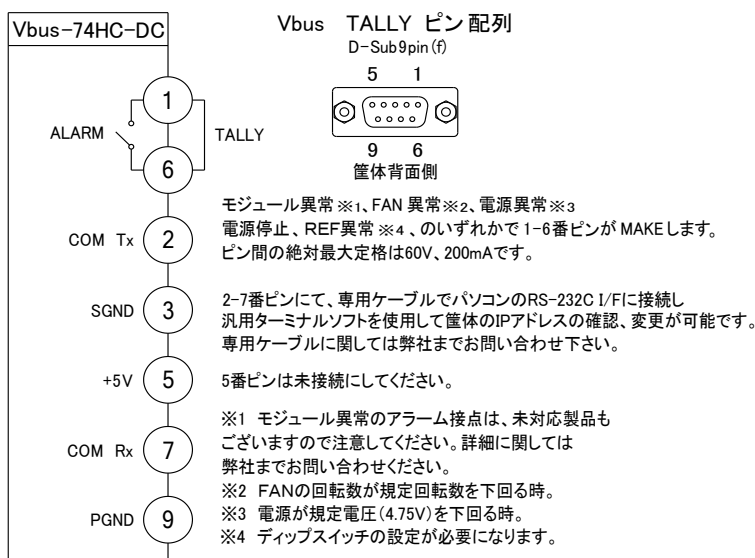 Vbus-74HC-DC
Vbus TALLY ピン配列
D-Sub9pin(f)
5 1
9 6
筐体背面側
1
ALARM
TALLY
6
モジュール異常※1、FAN 異常※2、電源異常※3
電源停止、REF異常※4、のいずれかで1-6番ピンが MAKEします。
ピン間の絶対最大定格は60V、200mAです。
COM Tx 2
SGND 3
2-7番ピンにて、専用ケーブルでパソコンのRS-232C I/Fに接続し
汎用ターミナルソフトを使用して筐体のIPアドレスの確認、変更が可能です。
専用ケーブルに関しては弊社までお問い合わせ下さい。
+5V 5
5番ピンは未接続にしてください。
COM Rx 7
※1 モジュール異常のアラーム接点は、未対応製品も
ございますので注意してください。詳細に関しては
弊社までお問い合わせください。
※2 FANの回転数が規定回転数を下回る時。
PGND 9
※3 電源が規定電圧(4.75V)を下回る時。
※4 ディップスイッチの設定が必要になります。